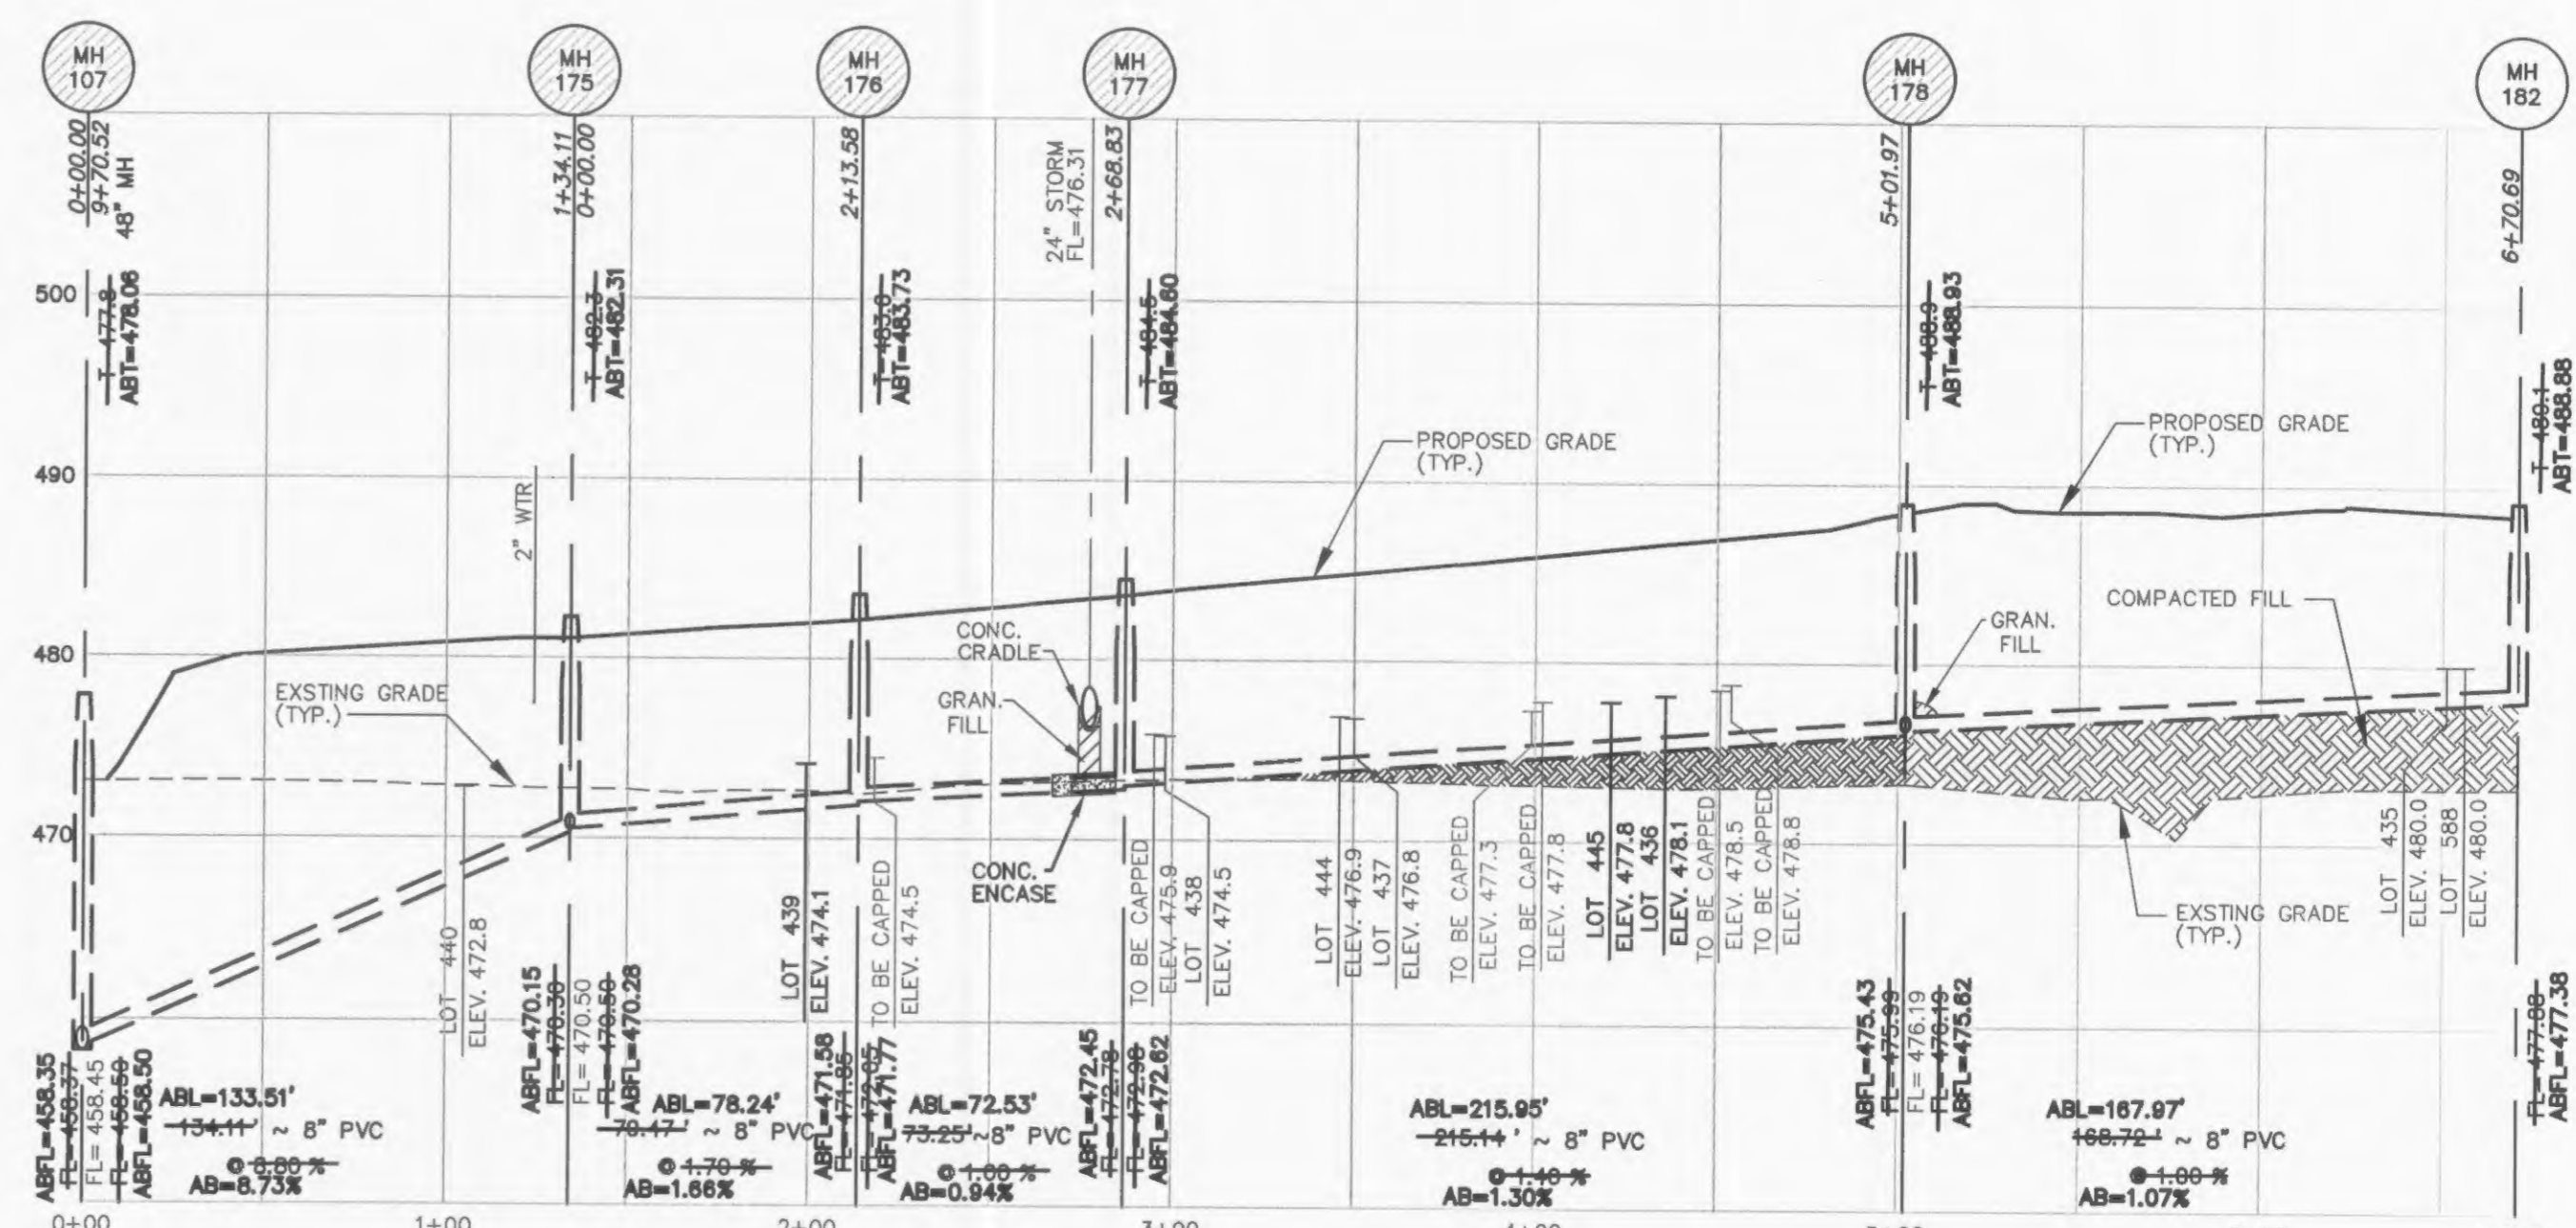 MH
107
MH
175
MH
176
MH
177
MH
178
MH
182
0+00.00
9+70.52
48" MH
1+34.11
0+00.00
2+13.58
24" STORM
FL=476.31
2+68.83
5+01.97
6+70.69
T=477.8
ABT=478.06
T=482.3
ABT=482.31
ABT=483.73
T=484.5
ABT=484.60
T=488.9
ABT=488.93
T=489.1
ABT=488.88
500
490
480
470
2" WTR
PROPOSED GRADE
(TYP.)
PROPOSED GRADE
(TYP.)
EXSTING GRADE
(TYP.)
CONC.
CRADLE
GRAN.
FILL
CONC.
ENCASE
GRAN.
FILL
COMPACTED FILL
EXSTING GRADE
(TYP.)
LOT 440
ELEV. 472.8
LOT 439
ELEV. 474.1
TO BE CAPPED
ELEV. 474.5
TO BE CAPPED
ELEV. 475.9
LOT 438
ELEV. 474.5
LOT 444
ELEV. 476.9
LOT 437
ELEV. 476.8
TO BE CAPPED
ELEV. 477.3
TO BE CAPPED
ELEV. 477.8
LOT 445
ELEV. 477.8
LOT 436
ELEV. 478.1
TO BE CAPPED
ELEV. 478.5
TO BE CAPPED
ELEV. 478.8
LOT 435
ELEV. 480.0
LOT 588
ELEV. 480.0
ABFL=458.35
FL=458.37
FL= 458.45
FL=458.50
ABFL=458.50
ABFL=470.15
FL=470.30
FL= 470.50
FL=470.50
ABFL=470.28
ABFL=471.58
FL=471.85
ABFL=471.77
ABFL=472.45
FL=472.78
FL=472.98
ABFL=472.62
ABFL=475.43
FL=475.99
FL= 476.19
FL=476.19
ABFL=475.62
FL=477.88
ABFL=477.38
ABL=133.51'
134.11' ~ 8" PVC
@ 8.80 %
AB=8.73%
ABL=78.24'
79.47' ~ 8" PVC
@ 1.70 %
AB=1.66%
ABL=72.53'
73.25' ~ 8" PVC
@ 1.00 %
AB=0.94%
ABL=215.95'
215.14 ' ~ 8" PVC
@ 1.40 %
AB=1.30%
ABL=167.97'
168.72 ' ~ 8" PVC
@ 1.00 %
AB=1.07%
0+00
1+00
2+00
3+00